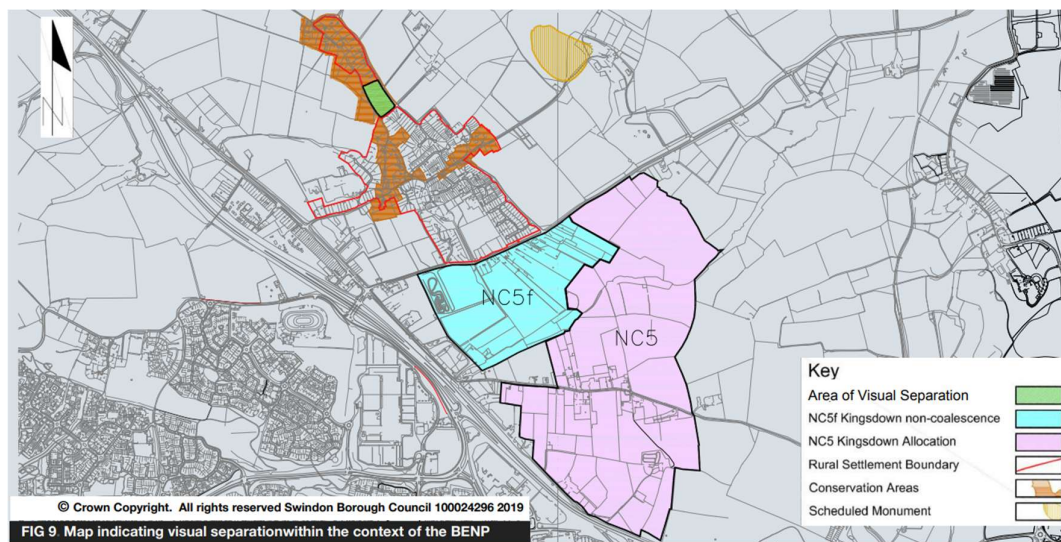 N
NC5f
NC5
Key
Area of Visual Separation
NC5f Kingsdown non-coalescence
NC5 Kingsdown Allocation
Rural Settlement Boundary
Conservation Areas
Scheduled Monument
© Crown Copyright. All rights reserved Swindon Borough Council 100024296 2019
FIG 9. Map indicating visual separationwithin the context of the BENP